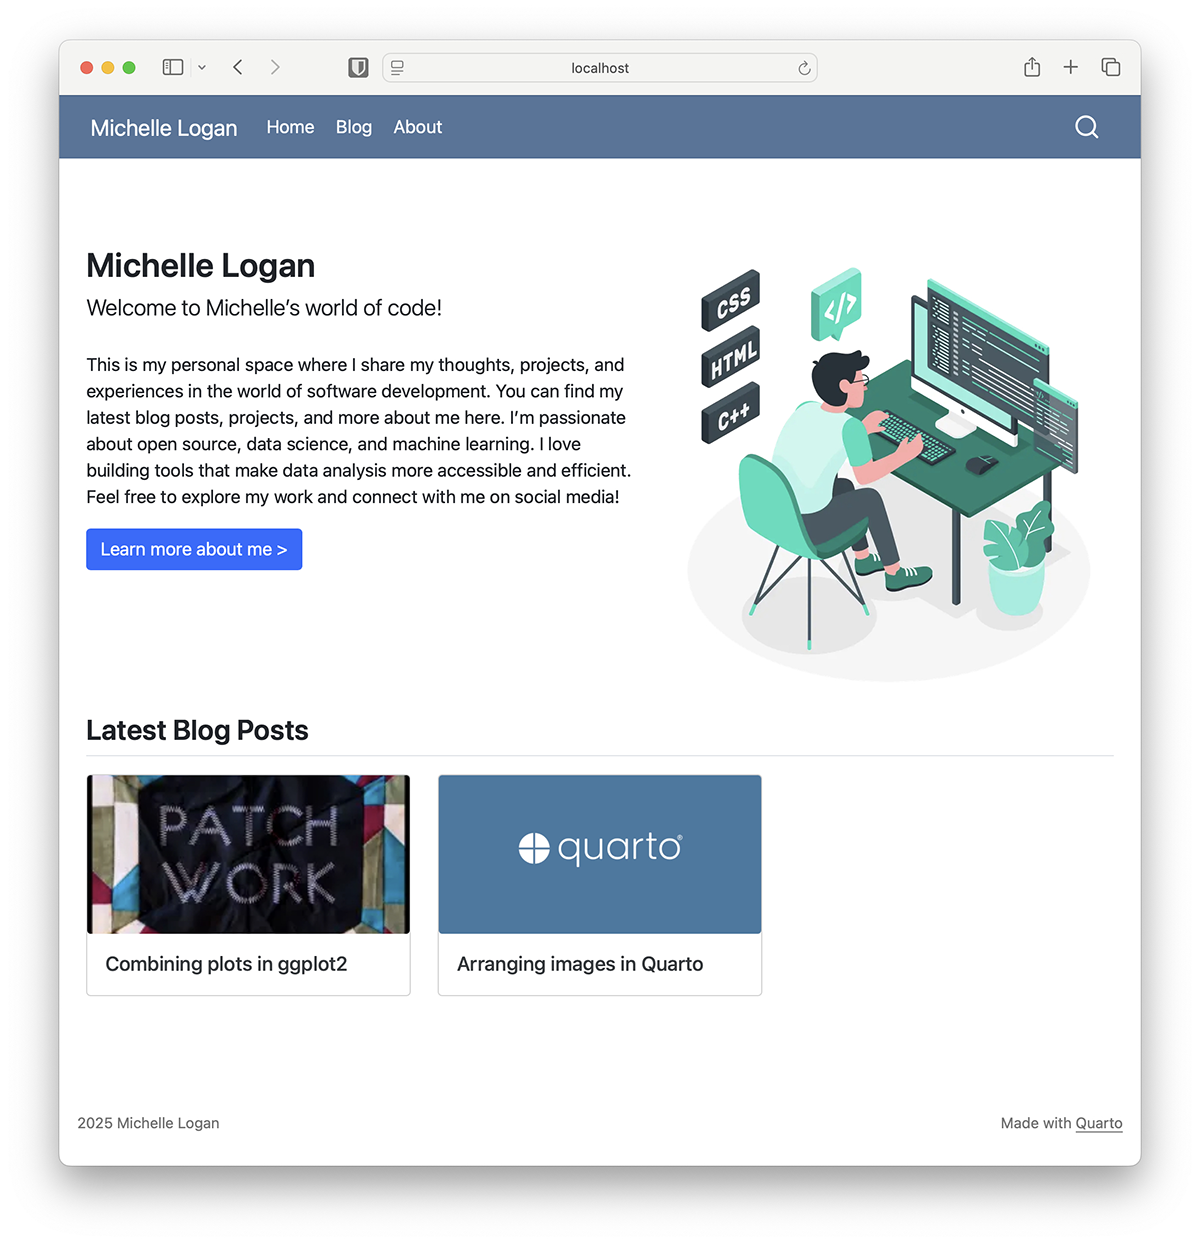 localhost
Michelle Logan Home Blog About
Michelle Logan
Welcome to Michelle's world of code!
This is my personal space where I share my thoughts, projects, and
experiences in the world of software development. You can find my
latest blog posts, projects, and more about me here. I'm passionate
about open source, data science, and machine learning. I love
building tools that make data analysis more accessible and efficient.
Feel free to explore my work and connect with me on social media!
Learn more about me >
CSS
</>
HTML
C++
Latest Blog Posts
PATCH
WORK
quarto®
Combining plots in ggplot2
Arranging images in Quarto
2025 Michelle Logan
Made with Quarto